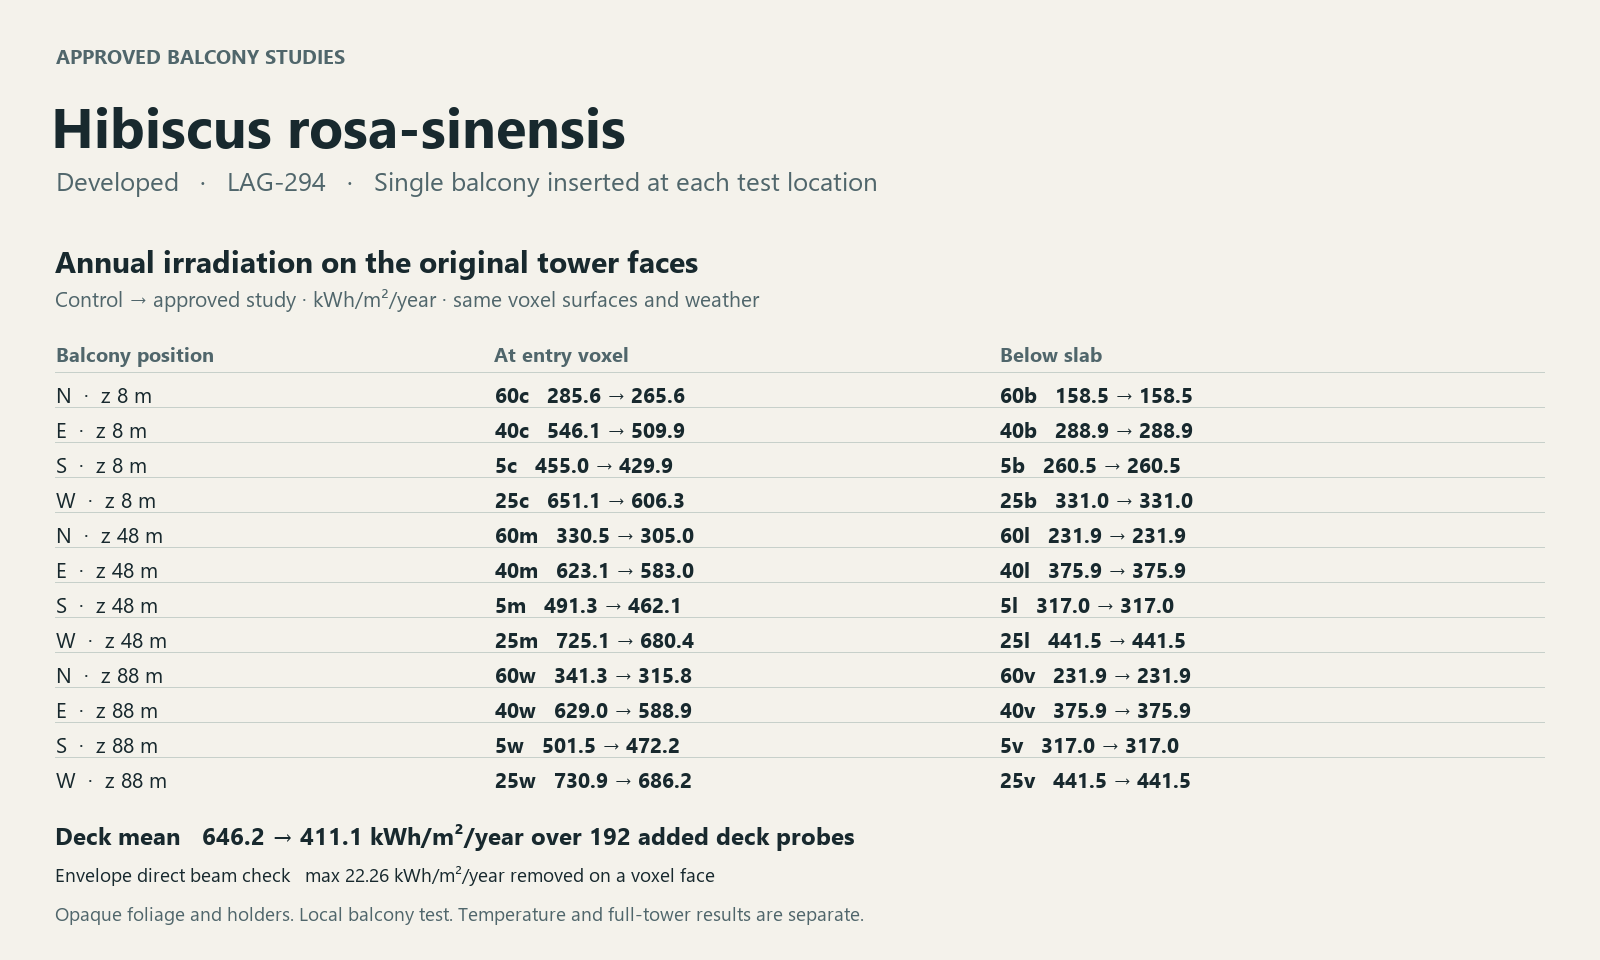 APPROVED BALCONY STUDIES
Hibiscus rosa-sinensis
Developed · LAG-294 · Single balcony inserted at each test location
Annual irradiation on the original tower faces
Control → approved study · kWh/m²/year · same voxel surfaces and weather
Balcony position At entry voxel Below slab
N · z 8 m 60c 285.6 → 265.6 60b 158.5 → 158.5
E · z 8 m 40c 546.1 → 509.9 40b 288.9 → 288.9
S · z 8 m 5c 455.0 → 429.9 5b 260.5 → 260.5
W · z 8 m 25c 651.1 → 606.3 25b 331.0 → 331.0
N · z 48 m 60m 330.5 → 305.0 60l 231.9 → 231.9
E · z 48 m 40m 623.1 → 583.0 40l 375.9 → 375.9
S · z 48 m 5m 491.3 → 462.1 5l 317.0 → 317.0
W · z 48 m 25m 725.1 → 680.4 25l 441.5 → 441.5
N · z 88 m 60w 341.3 → 315.8 60v 231.9 → 231.9
E · z 88 m 40w 629.0 → 588.9 40v 375.9 → 375.9
S · z 88 m 5w 501.5 → 472.2 5v 317.0 → 317.0
W · z 88 m 25w 730.9 → 686.2 25v 441.5 → 441.5
Deck mean 646.2 → 411.1 kWh/m²/year over 192 added deck probes
Envelope direct beam check max 22.26 kWh/m²/year removed on a voxel face
Opaque foliage and holders. Local balcony test. Temperature and full-tower results are separate.